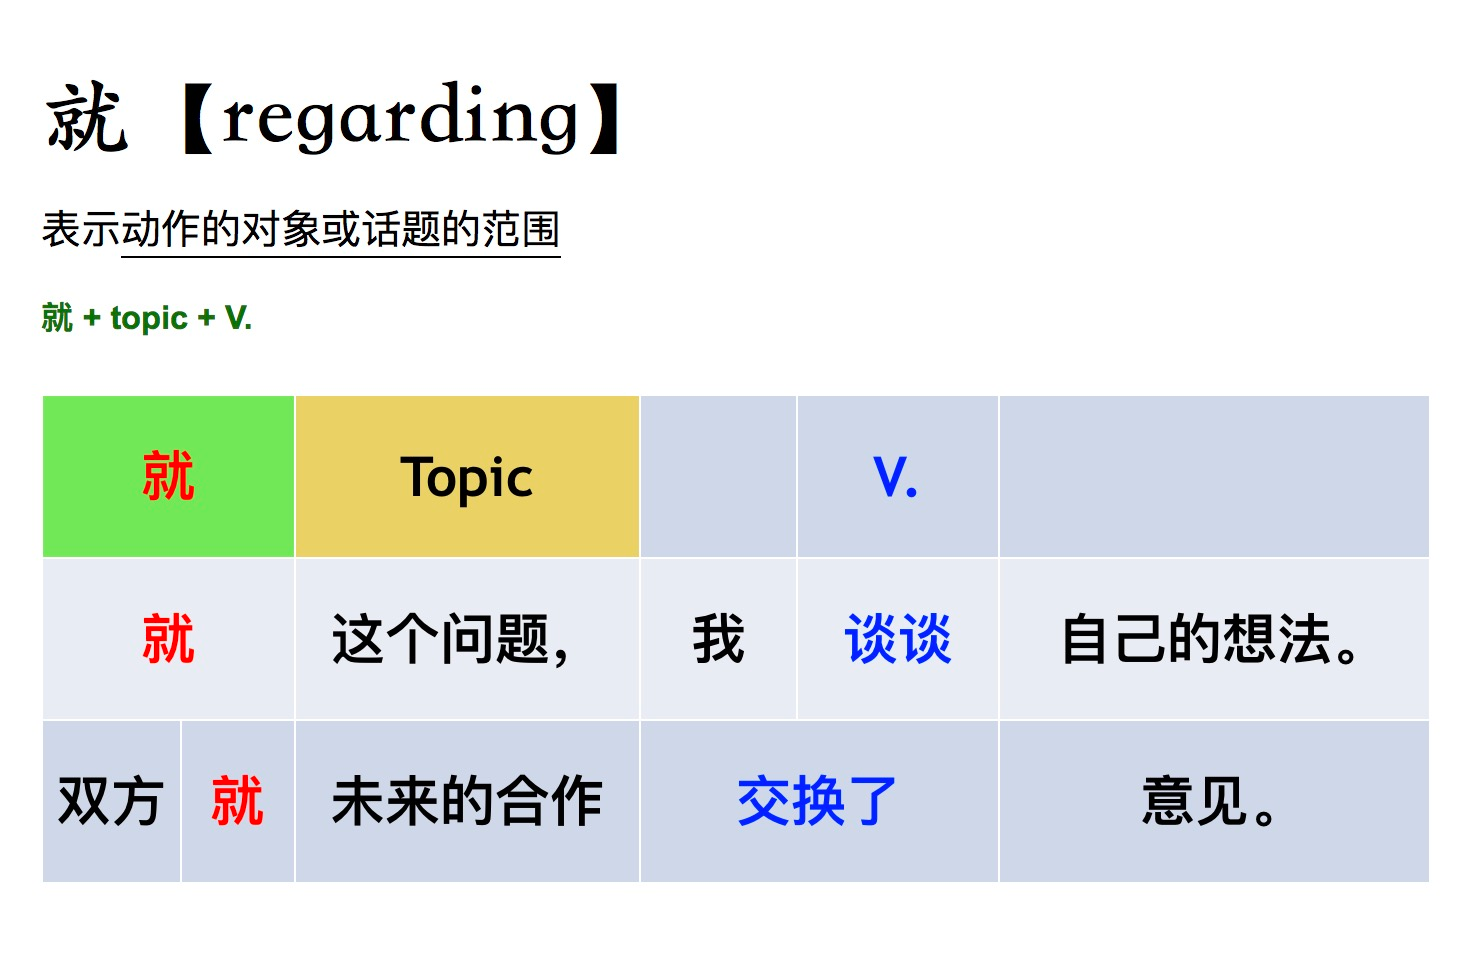 就【regarding】
表示动作的对象或话题的范围
就 + topic + V.
就 Topic V.
就 这个问题， 我 谈谈 自己的想法。
双方 就 未来的合作 交换了 意见。